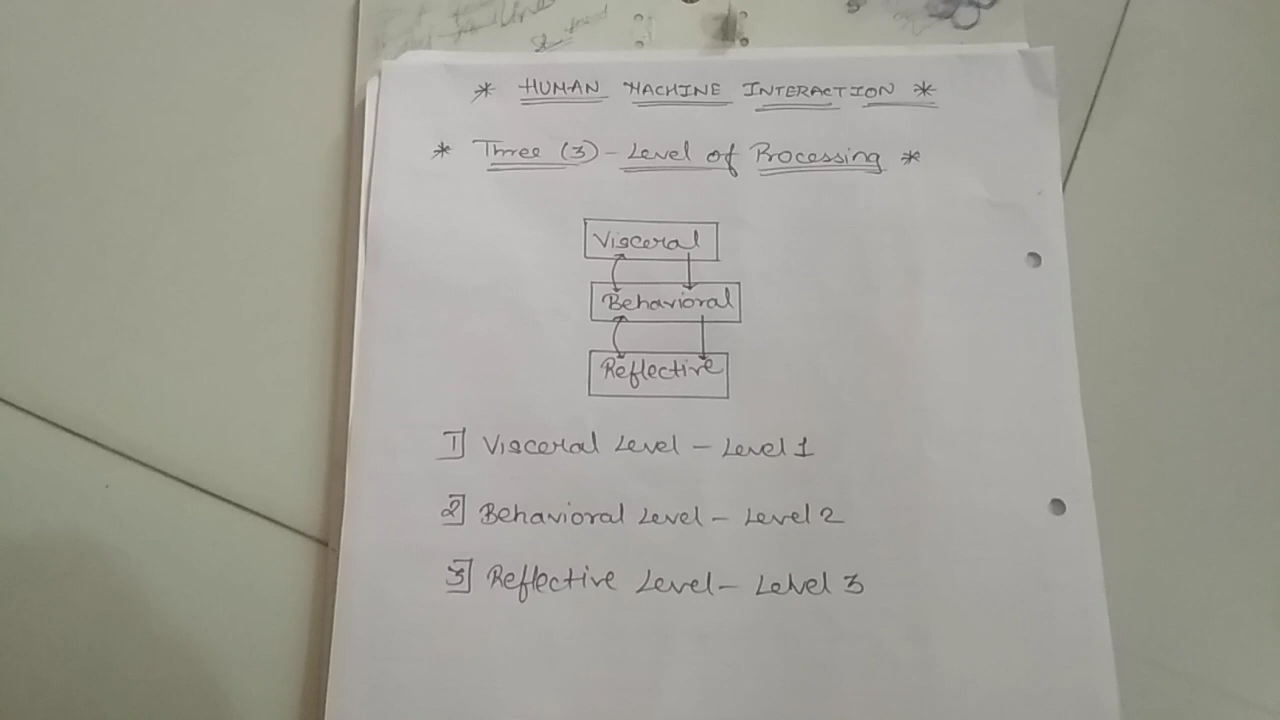 * HUMAN MACHINE INTERACTION *
* Three (3) - Level of Processing *
Visceral
Behavioral
Reflective
1] Visceral Level - Level 1
2] Behavioral Level - Level 2
3] Reflective Level - Level 3